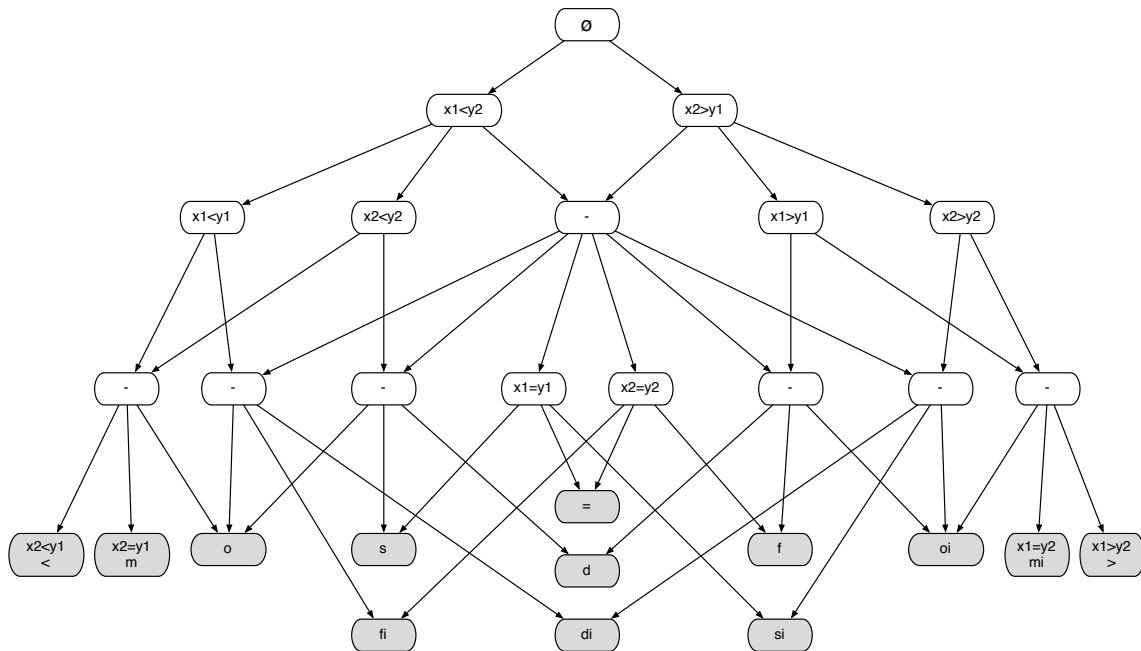 Ø
x1<y2
x2>y1
x1<y1
x2<y2
-
x1>y1
x2>y2
-
-
-
x1=y1
x2=y2
-
-
-
=
x2<y1
<
x2=y1
m
o
s
d
f
oi
x1=y2
mi
x1>y2
>
fi
di
si